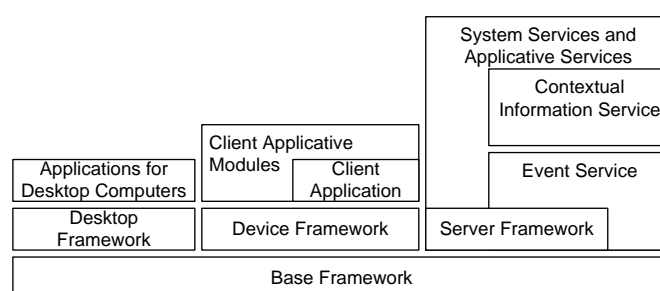 System Services and
Applicative Services
Contextual
Information Service
Client Applicative
Modules
Client
Application
Applications for
Desktop Computers
Event Service
Desktop
Framework
Device Framework
Server Framework
Base Framework